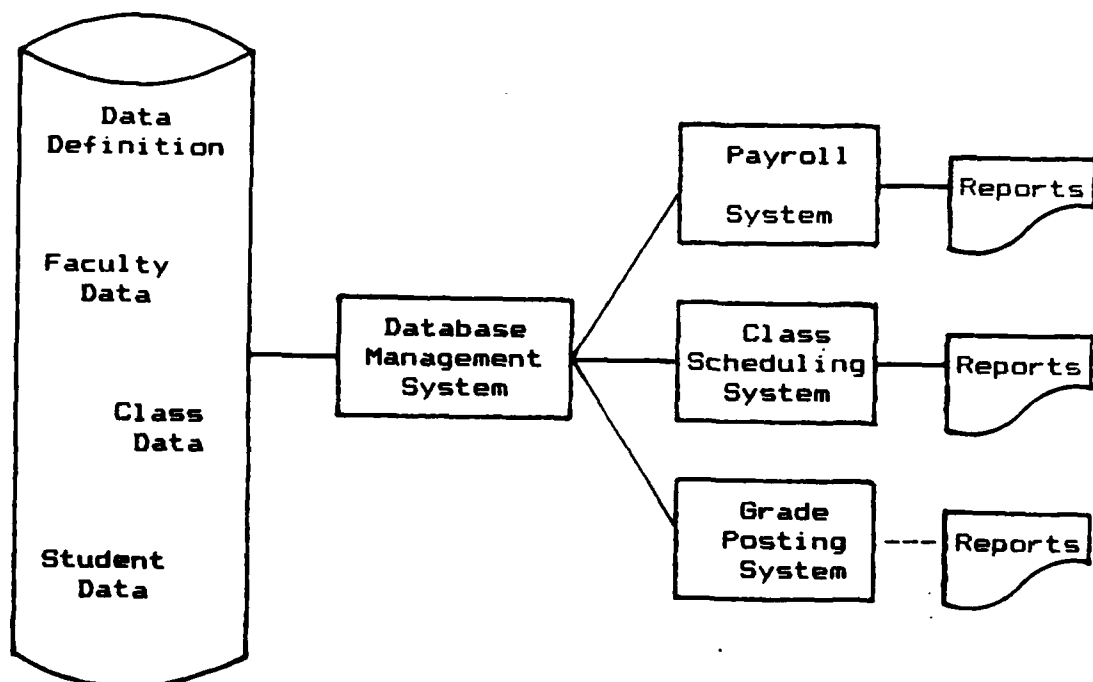 Data
Definition
Faculty
Data
Class
Data
Student
Data
Database
Management
System
Payroll
System
Reports
Class
Scheduling
System
Reports
Grade
Posting
System
Reports